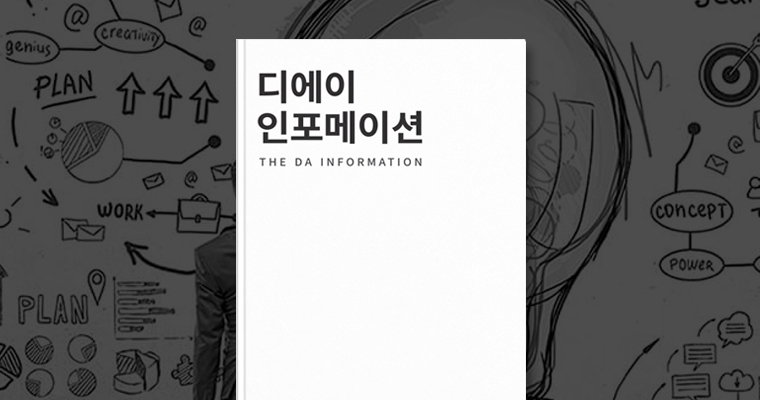 디에이
인포메이션
THE DA INFORMATION
genius
creativity
PLAN
WORK
PLAN
CONCEPT
POWER